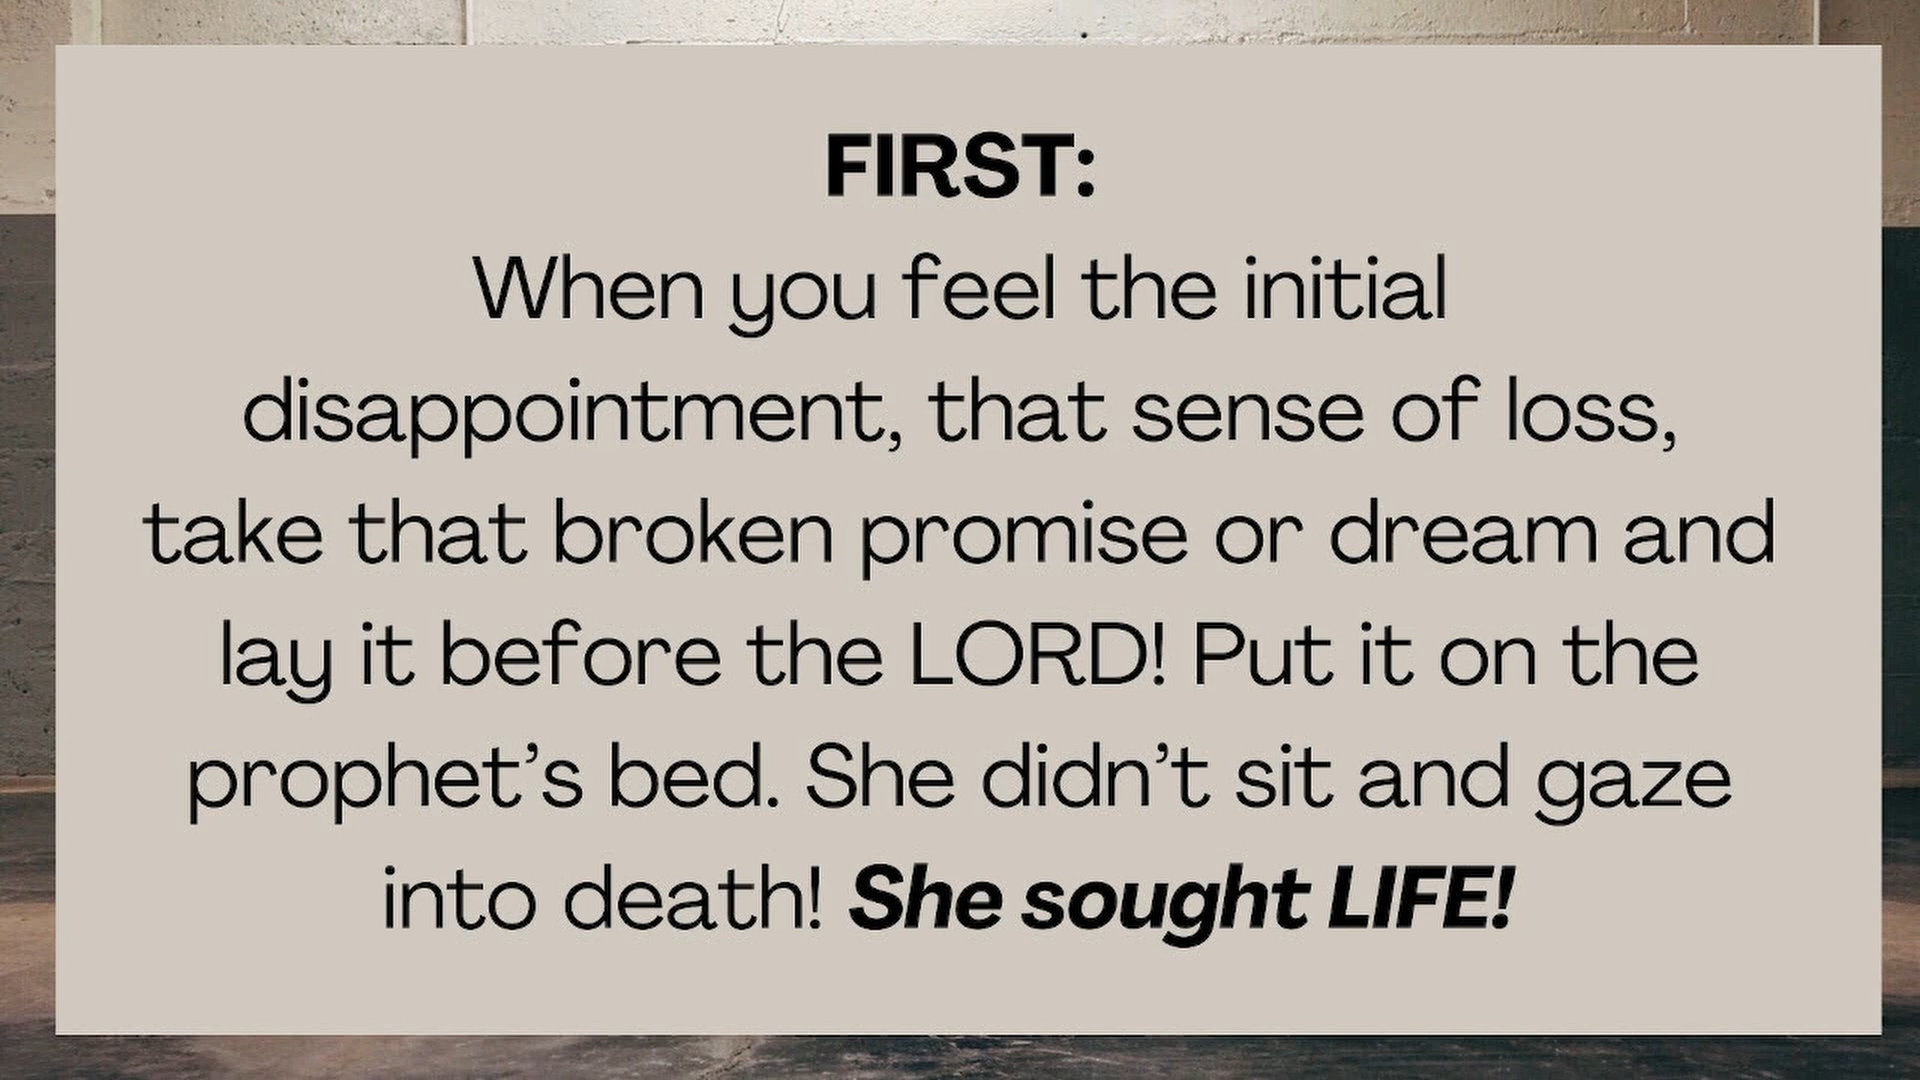 FIRST:
When you feel the initial
disappointment, that sense of loss,
take that broken promise or dream and
lay it before the LORD! Put it on the
prophet’s bed. She didn’t sit and gaze
into death! She sought LIFE!